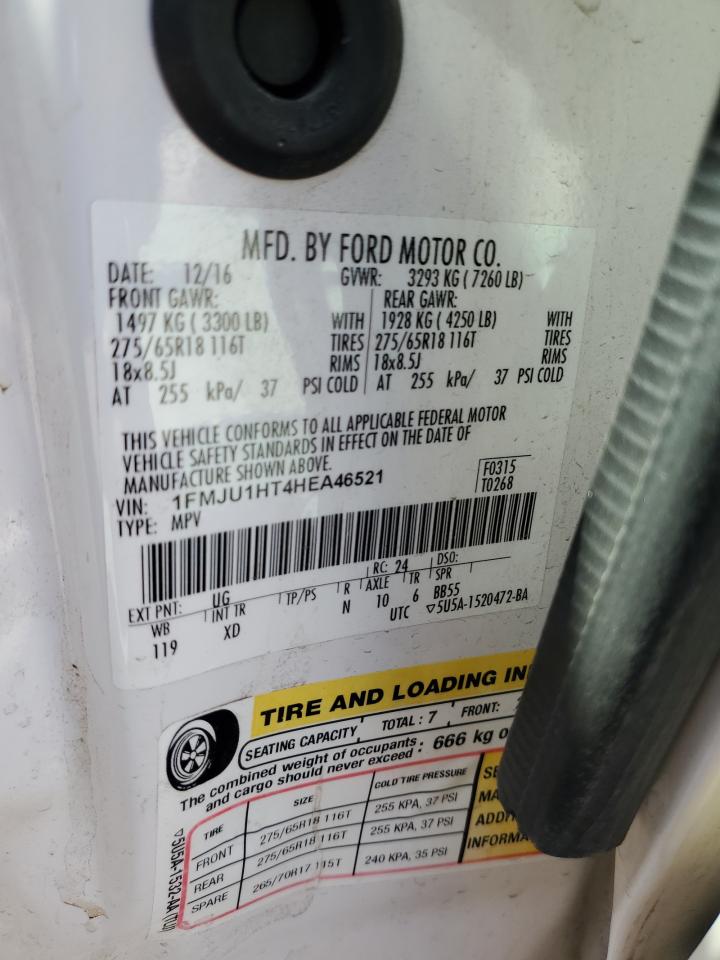 MFD. BY FORD MOTOR CO.
DATE: 12/16 GVWR: 3293 KG ( 7260 LB)
FRONT GAWR: REAR GAWR:
1497 KG ( 3300 LB) WITH 1928 KG ( 4250 LB) WITH
275/65R18 116T TIRES 275/65R18 116T TIRES
18x8.5J RIMS 18x8.5J RIMS
AT 255 kPa/ 37 PSI COLD AT 255 kPa/ 37 PSI COLD
THIS VEHICLE CONFORMS TO ALL APPLICABLE FEDERAL MOTOR
VEHICLE SAFETY STANDARDS IN EFFECT ON THE DATE OF
MANUFACTURE SHOWN ABOVE.
F0315
VIN: 1FMJU1HT4HEA46521
T0268
TYPE: MPV
EXT PNT: UG RC: 24 DSO:
WB INT TR TP/PS R AXLE TR SPR
119 XD N 10 6 BB55
UTC ▽5U5A-1520472-BA
TIRE AND LOADING IN
SEATING CAPACITY TOTAL : 7 FRONT:
The combined weight of occupants
and cargo should never exceed : 666 kg o
TIRE SIZE COLD TIRE PRESSURE
FRONT 275/65R18 116T 255 KPA, 37 PSI
REAR 275/65R18 116T 255 KPA, 37 PSI
SPARE 265/70R17 115T 240 KPA, 35 PSI
SE
MA
ADDI
INFORMA
▽5U5A-1532-AA